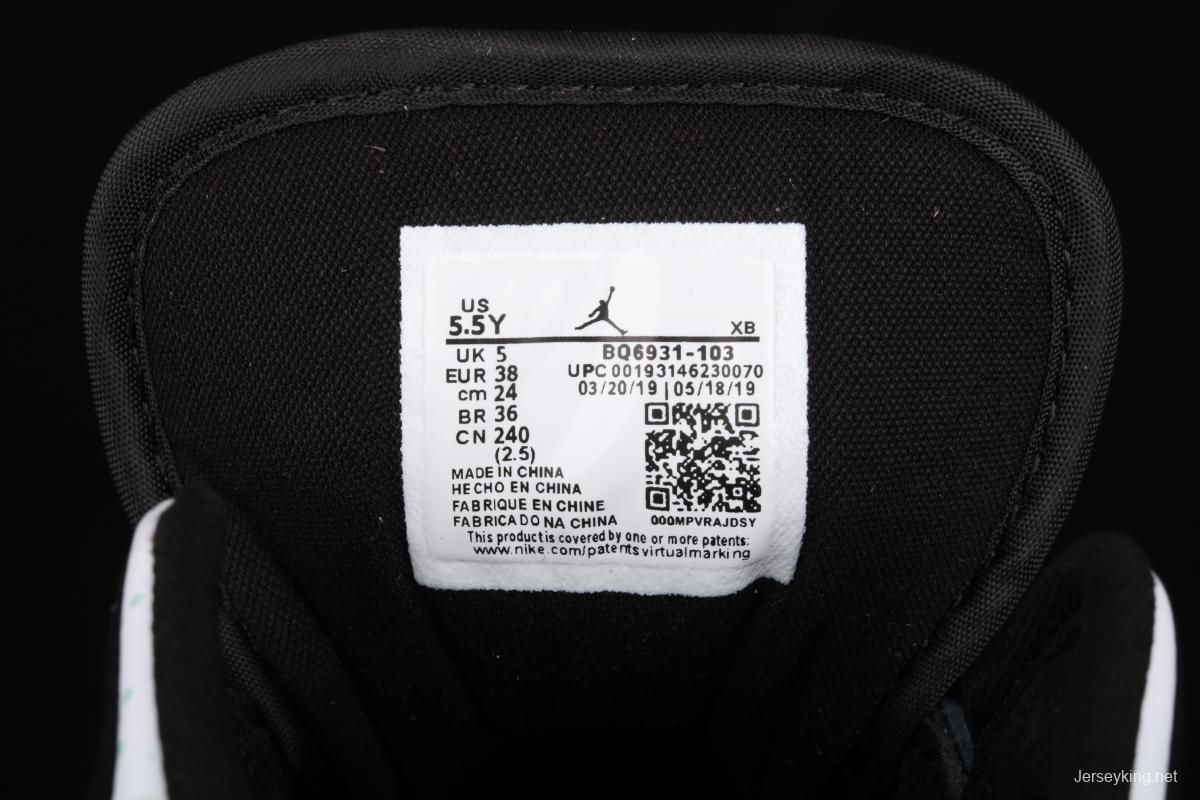 US
5.5Y
XB
UK 5
EUR 38
cm 24
BR 36
CN 240
(2.5)
BQ6931-103
UPC 00193146230070
03/20/19 | 05/18/19
MADE IN CHINA
HECHO EN CHINA
FABRIQUE EN CHINE
FABRICADO NA CHINA
000MPVRAJDSY
This product is covered by one or more patents:
www.nike.com/patentsvirtualmarking
Jerseyking.net